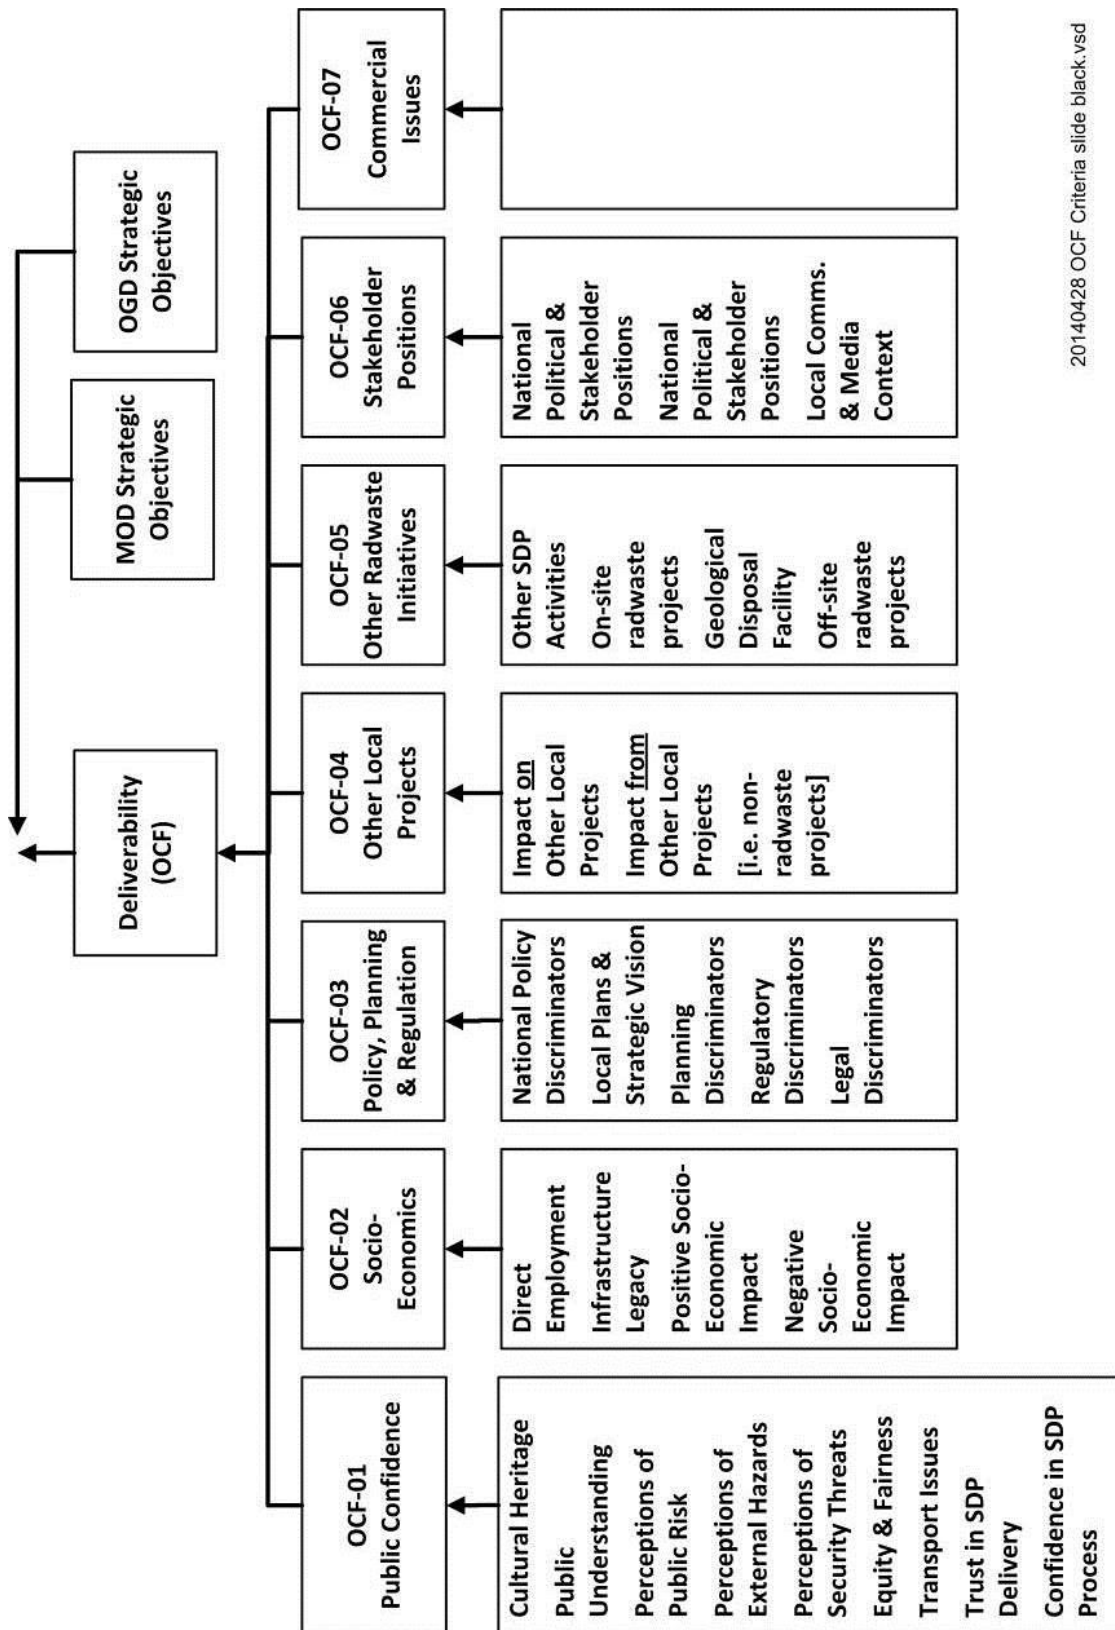 Deliverability
(OCF)
MOD Strategic
Objectives
OGD Strategic
Objectives
OCF-01
Public Confidence
OCF-02
Socio-
Economics
OCF-03
Policy, Planning
& Regulation
OCF-04
Other Local
Projects
OCF-05
Other Radwaste
Initiatives
OCF-06
Stakeholder
Positions
OCF-07
Commercial
Issues
Cultural Heritage
Public
Understanding
Perceptions of
Public Risk
Perceptions of
External Hazards
Perceptions of
Security Threats
Equity & Fairness
Transport Issues
Trust in SDP
Delivery
Confidence in SDP
Process
Direct
Employment
Infrastructure
Legacy
Positive Socio-
Economic
Impact
Negative
Socio-
Economic
Impact
National Policy
Discriminators
Local Plans &
Strategic Vision
Planning
Discriminators
Regulatory
Discriminators
Legal
Discriminators
Impact on
Other Local
Projects
Impact from
Other Local
Projects
[i.e. non-
radwaste
projects]
Other SDP
Activities
On-site
radwaste
projects
Geological
Disposal
Facility
Off-site
radwaste
projects
National
Political &
Stakeholder
Positions
National
Political &
Stakeholder
Positions
Local Comms.
& Media
Context
20140428 OCF Criteria slide black.vsd